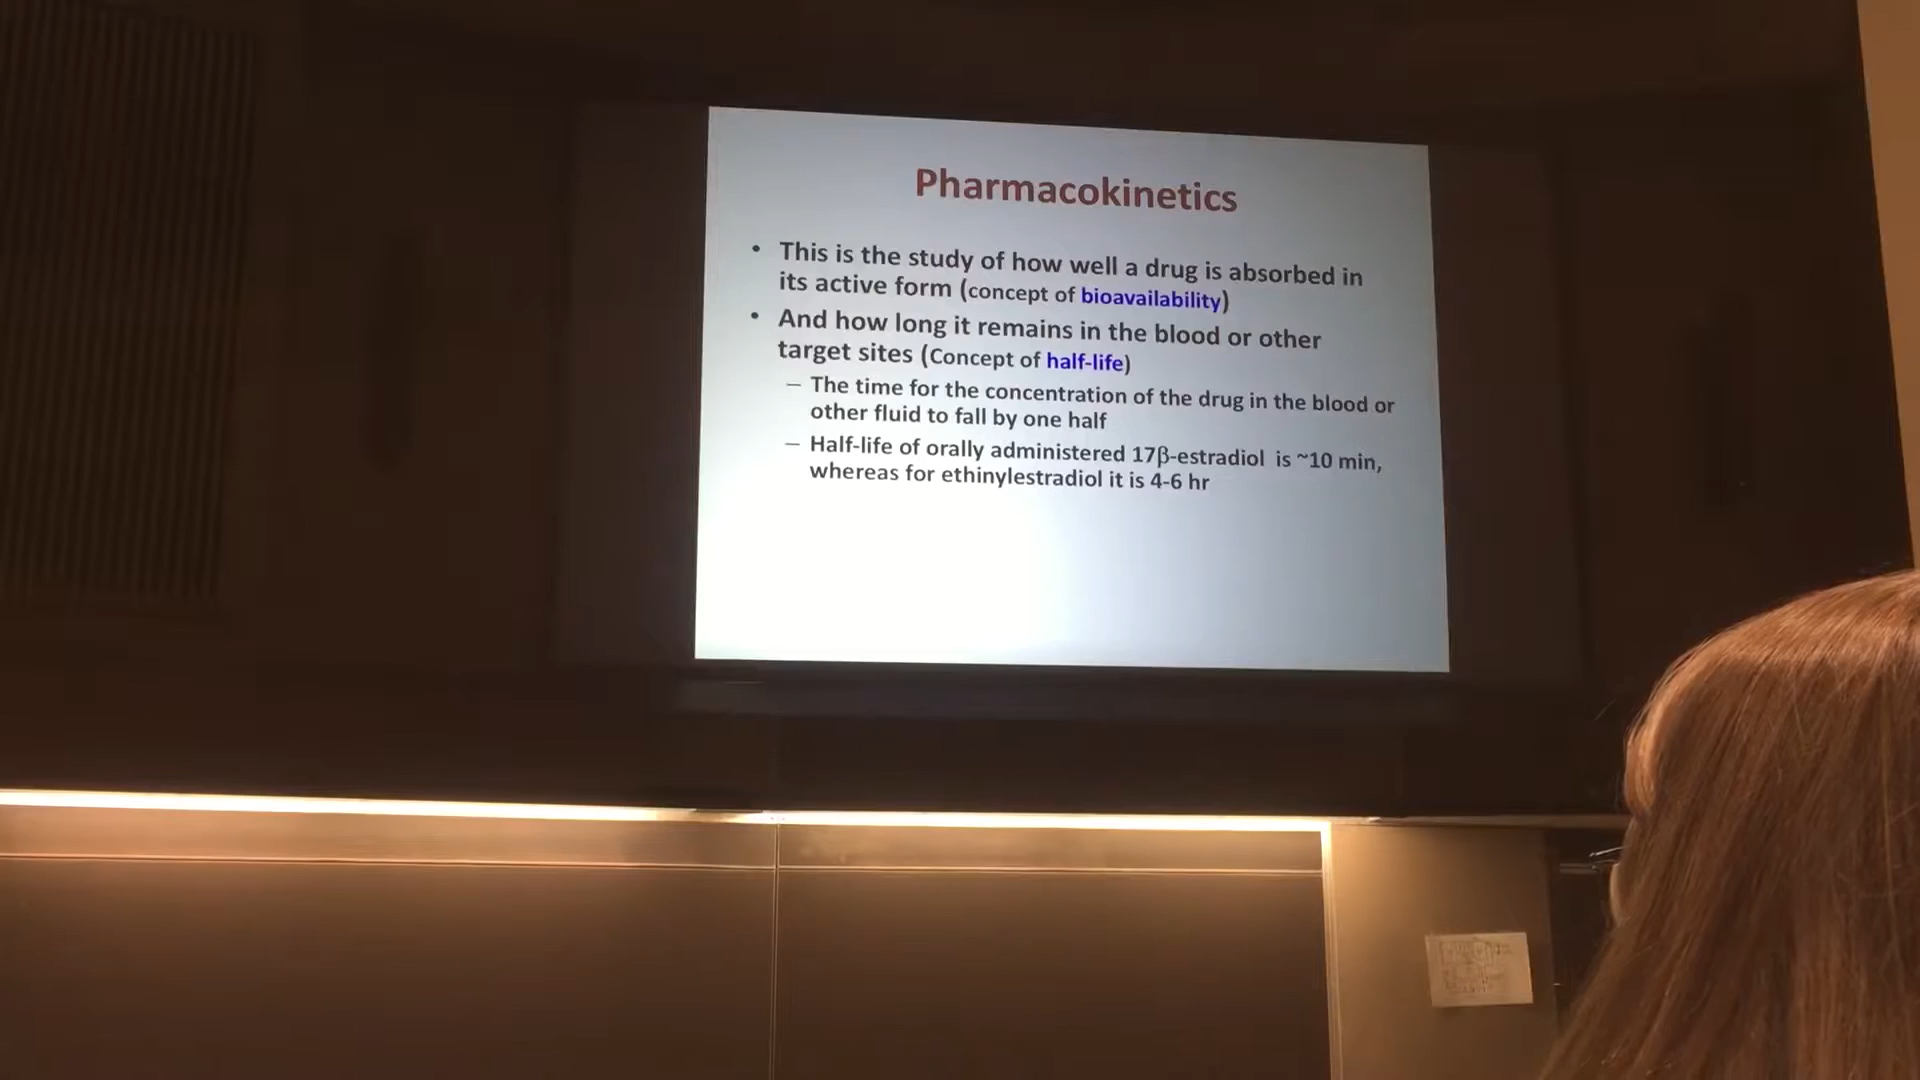 Pharmacokinetics
• This is the study of how well a drug is absorbed in
its active form (concept of bioavailability)
• And how long it remains in the blood or other
target sites (Concept of half-life)
– The time for the concentration of the drug in the blood or
other fluid to fall by one half
– Half-life of orally administered 17β-estradiol is ~10 min,
whereas for ethinylestradiol it is 4-6 hr